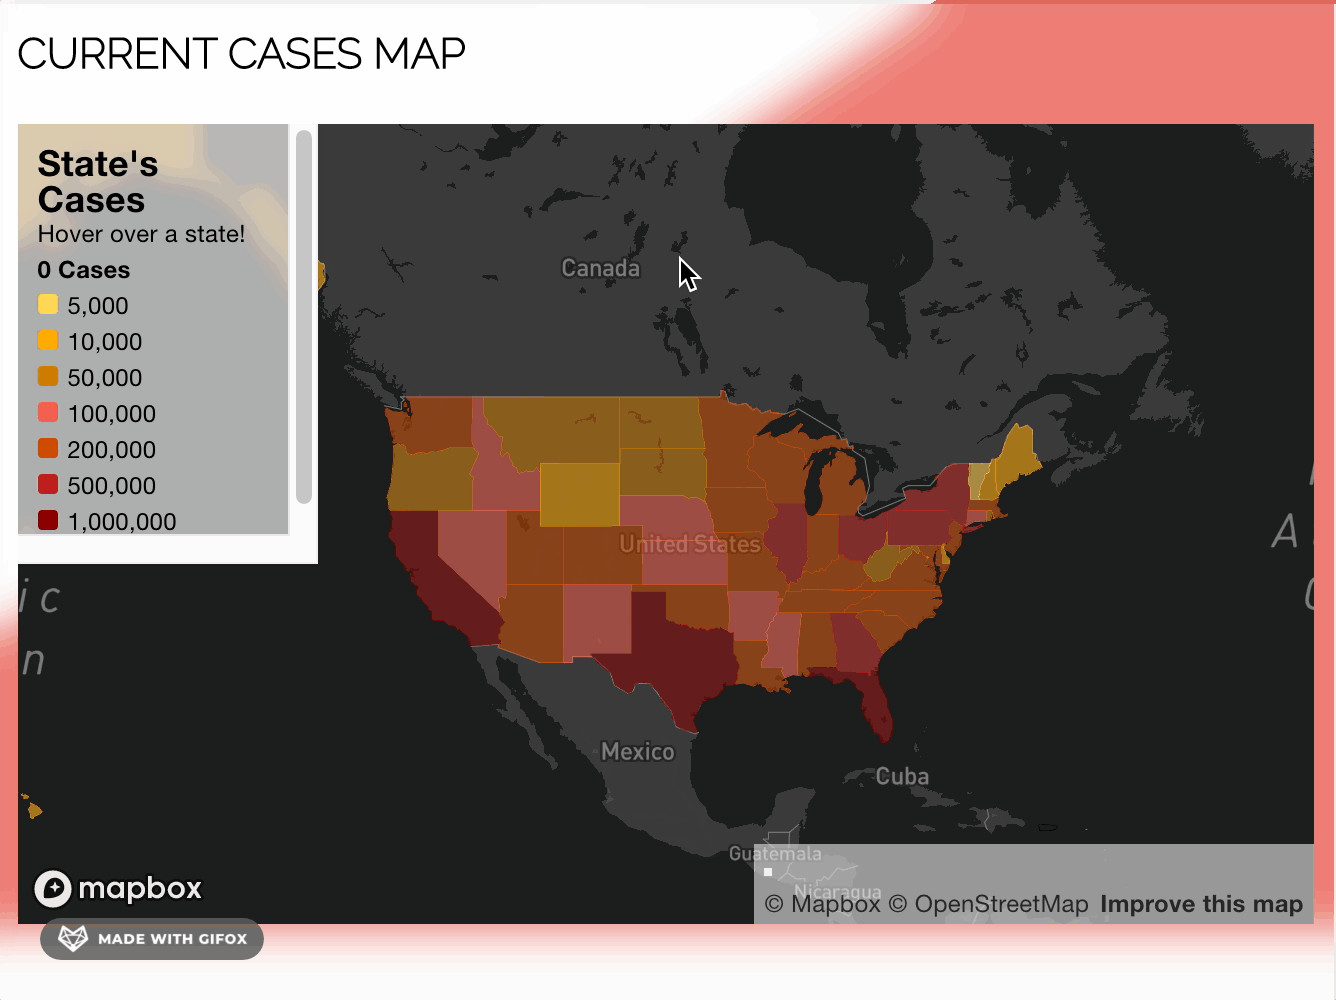 CURRENT CASES MAP
State's
Cases
Hover over a state!
0 Cases
5,000
10,000
50,000
100,000
200,000
500,000
1,000,000
Canada
United States
Mexico
Cuba
Guatemala
Nicaragua
ic
n
A
mapbox
© Mapbox © OpenStreetMap Improve this map
MADE WITH GIFOX